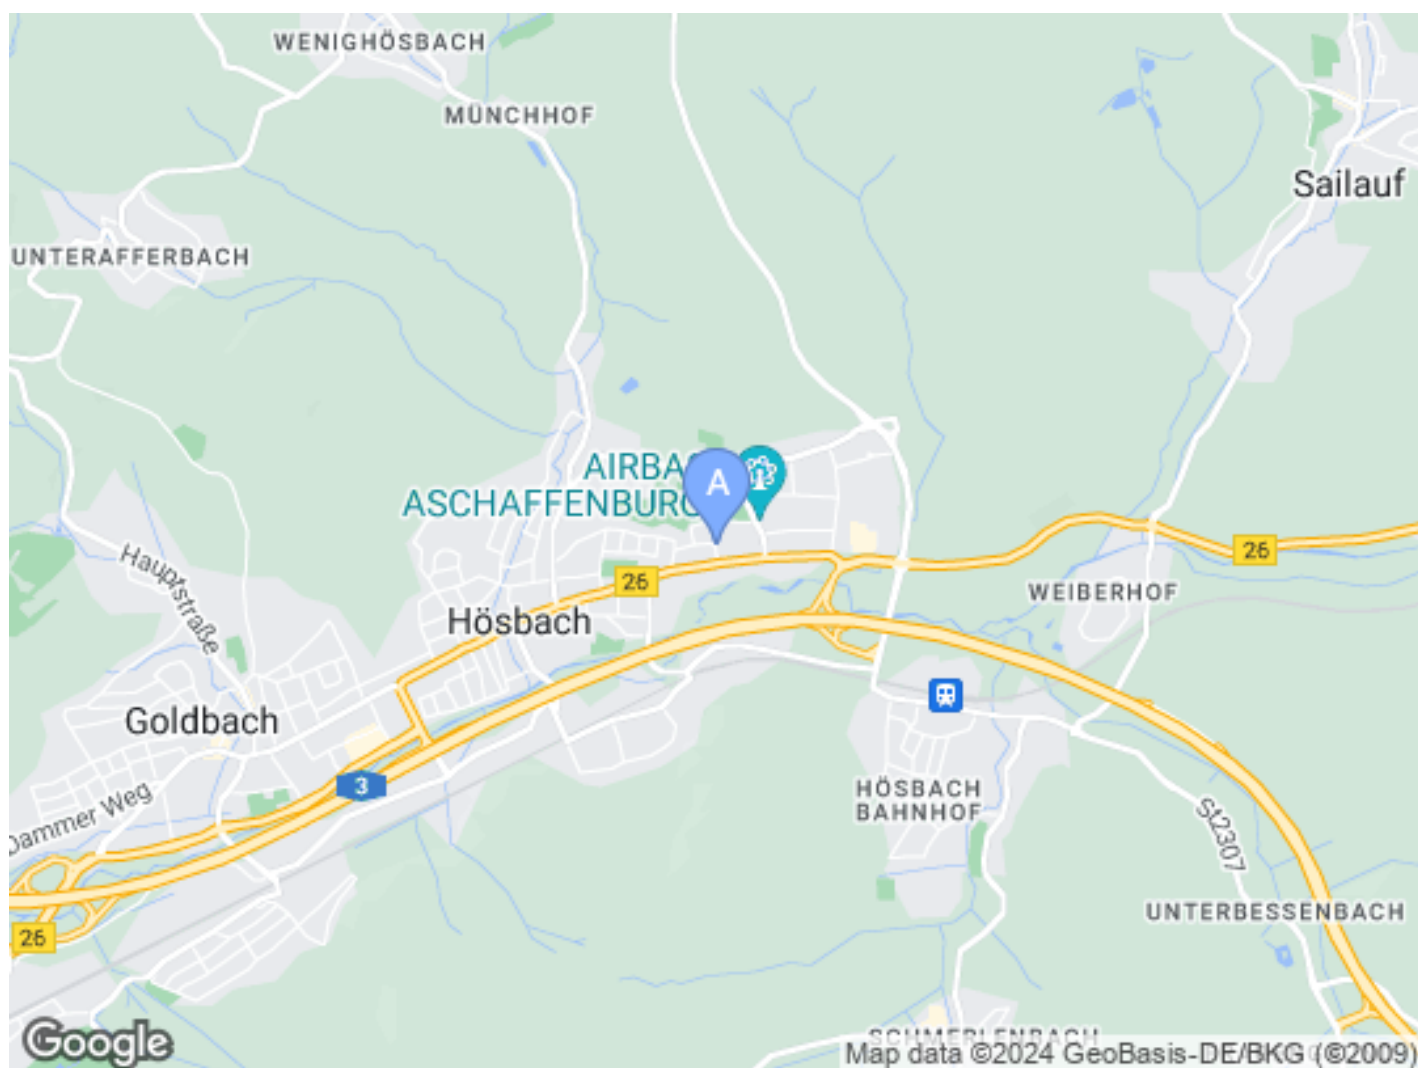 WENIGHÖSBACH
MÜNCHHOF
Sailauf
UNTERAFFERBACH
AIRBA
ASCHAFFENBURG
A
Hauptstraße
26
26
WEIBERHOF
Hösbach
Goldbach
3
HÖSBACH
BAHNHOF
Dammer Weg
St2307
UNTERBESSENBACH
26
SCHMERLENBACH
Google
Map data ©2024 GeoBasis-DE/BKG (©2009)